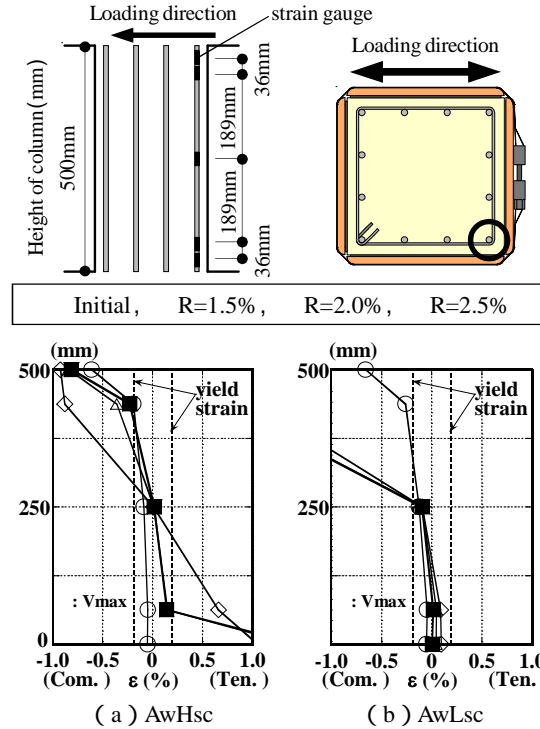 Loading direction
strain gauge
Height of column (mm)
500mm
189mm
189mm
36mm
36mm
Loading direction
Initial , R=1.5% , R=2.0% , R=2.5%
(mm)
500
250
0
yield
strain
: Vmax
-1.0 -0.5 0 0.5 1.0
(Com.) ε (%) (Ten. )
( a ) AwHsc
(mm)
500
250
0
yield
strain
: Vmax
-1.0 -0.5 0 0.5 1.0
(Com.) ε (%) (Ten. )
( b ) AwLsc